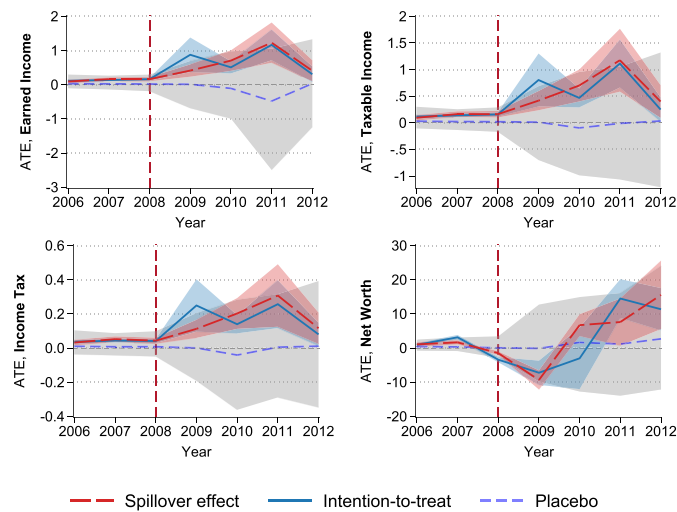 2
1
0
-1
-2
-3
2006 2007 2008 2009 2010 2011 2012
Year
ATE, Earned Income
2
1.5
1
.5
0
-.5
-1
2006 2007 2008 2009 2010 2011 2012
Year
ATE, Taxable Income
0.6
0.4
0.2
0.0
-0.2
-0.4
2006 2007 2008 2009 2010 2011 2012
Year
ATE, Income Tax
30
20
10
0
-10
-20
2006 2007 2008 2009 2010 2011 2012
Year
ATE, Net Worth
Spillover effect Intention-to-treat Placebo